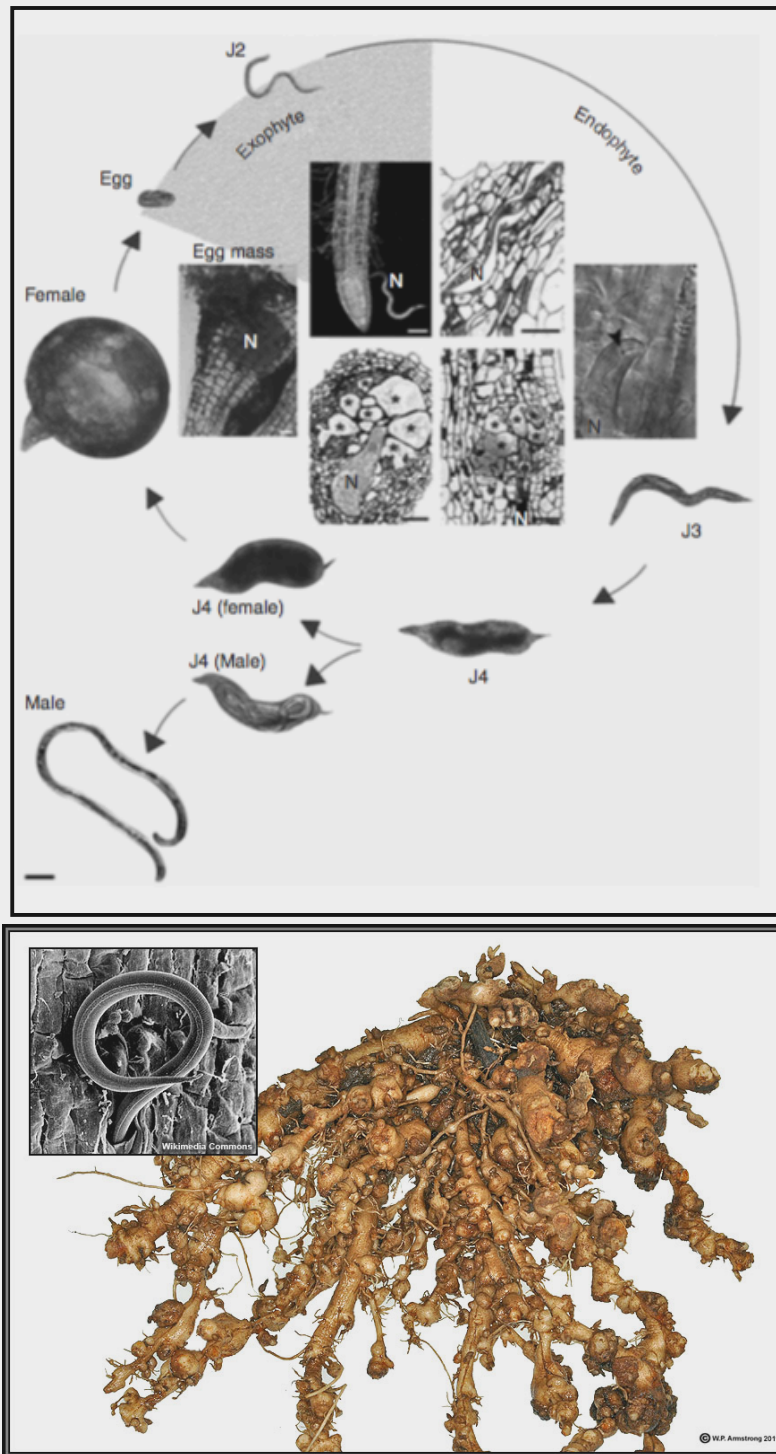 J2
Exophyte
Endophyte
Egg
Egg mass
Female
N
N
N
N
N
N
J3
J4 (female)
J4 (Male)
J4
Male
Wikimedia Commons
© W.P. Armstrong 201